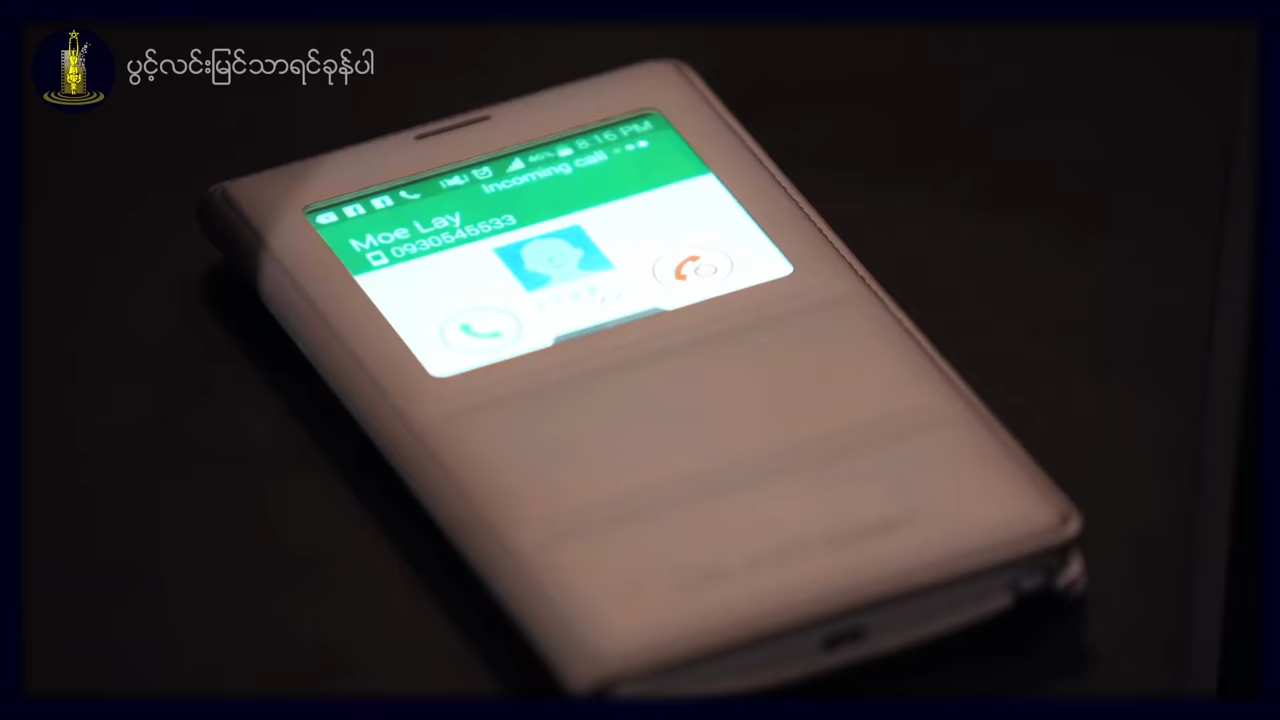 ပွင့်လင်းမြင်သာရင်ခုန်ပါ
46% 8:16 PM
Incoming call
Moe Lay
0930545533